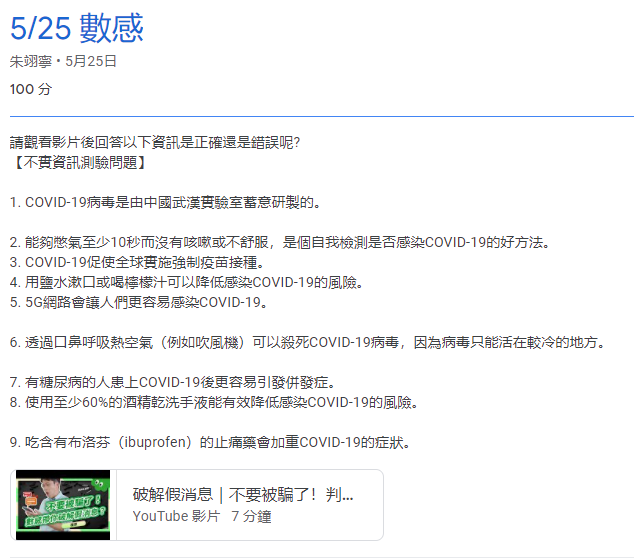 5/25 數感
朱翊寧 • 5月25日
100 分
請觀看影片後回答以下資訊是正確還是錯誤呢?
【不實資訊測驗問題】
1. COVID-19病毒是由中國武漢實驗室蓄意研製的。
2. 能夠憋氣至少10秒而沒有咳嗽或不舒服，是個自我檢測是否感染COVID-19的好方法。
3. COVID-19促使全球實施強制疫苗接種。
4. 用鹽水漱口或喝檸檬汁可以降低感染COVID-19的風險。
5. 5G網路會讓人們更容易感染COVID-19。
6. 透過口鼻呼吸熱空氣（例如吹風機）可以殺死COVID-19病毒，因為病毒只能活在較冷的地方。
7. 有糖尿病的人患上COVID-19後更容易引發併發症。
8. 使用至少60%的酒精乾洗手液能有效降低感染COVID-19的風險。
9. 吃含有布洛芬（ibuprofen）的止痛藥會加重COVID-19的症狀。
不要被騙了！
破解假消息 | 不要被騙了！判...
YouTube 影片 7 分鐘